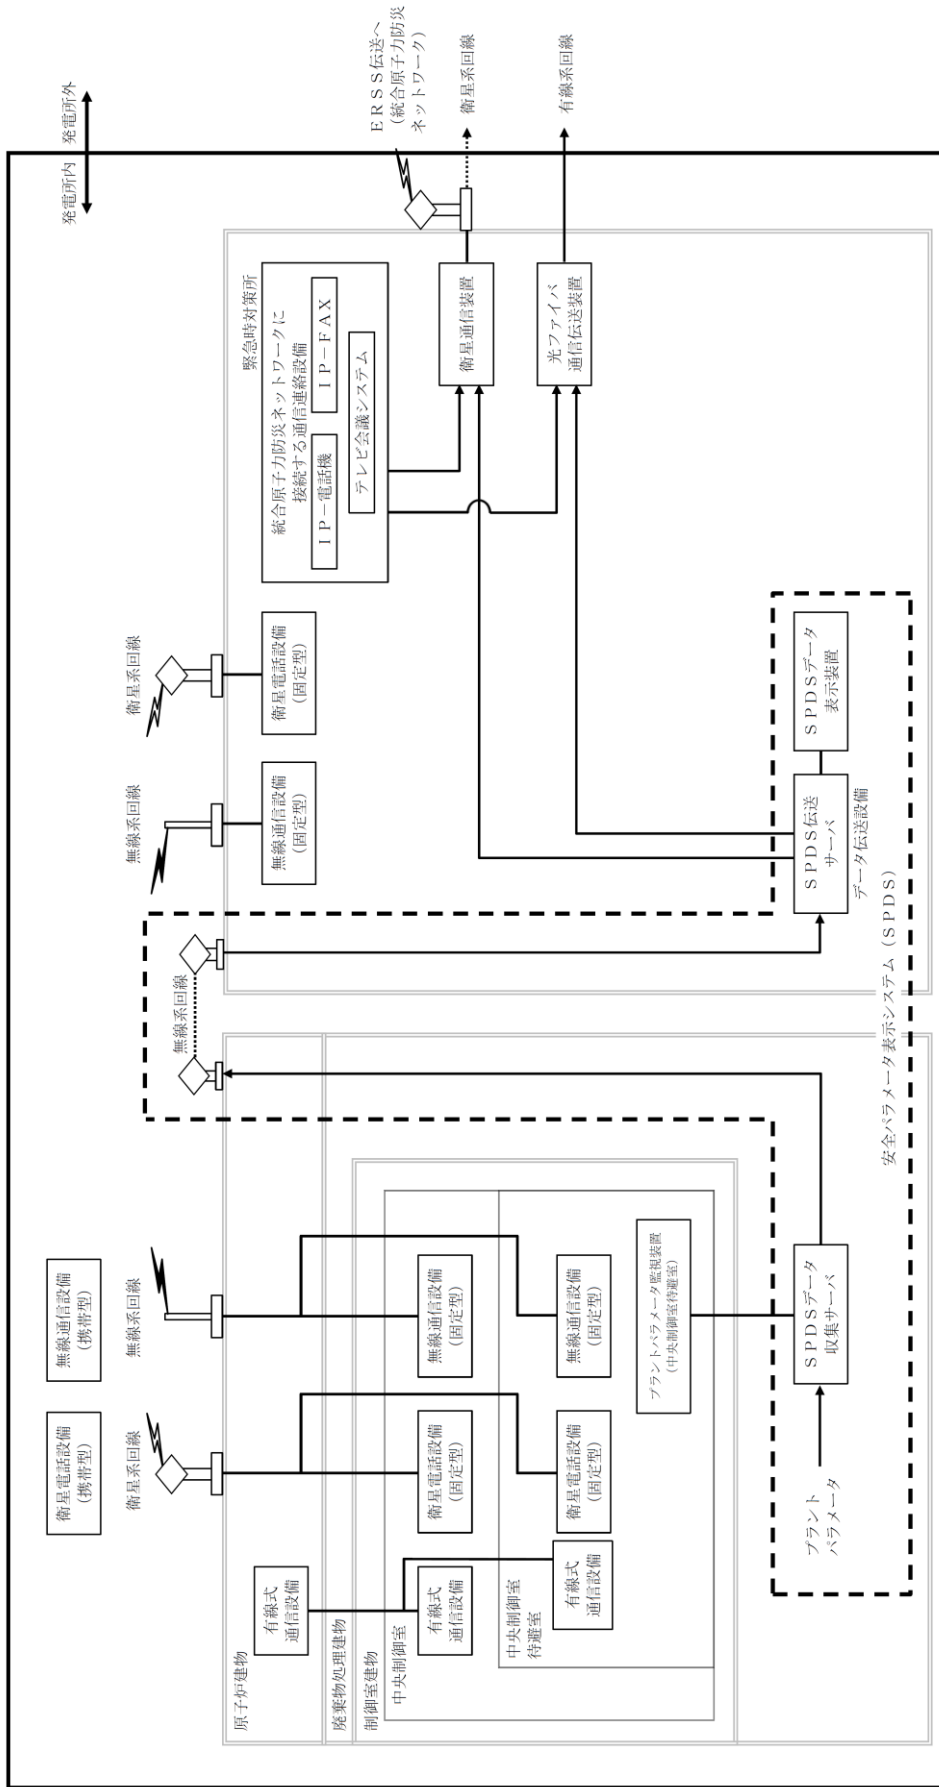 発電所内
発電所外
ERSS伝送へ
(統合原子力防災
ネットワーク)
衛星系回線
有線系回線
緊急時対策所
統合原子力防災ネットワークに
接続する通信連絡設備
IP-電話機
IP-FAX
テレビ会議システム
衛星通信装置
光ファイバ
通信伝送装置
衛星系回線
衛星電話設備
(固定型)
無線系回線
無線通信設備
(固定型)
SPDSデータ
表示装置
SPDS伝送
サーバ
データ伝送設備
無線系回線
安全パラメータ表示システム(SPDS)
無線通信設備
(携帯型)
衛星電話設備
(携帯型)
無線系回線
衛星系回線
原子炉建物
有線式
通信設備
廃棄物処理建物
制御室建物
中央制御室
有線式
通信設備
衛星電話設備
(固定型)
無線通信設備
(固定型)
中央制御室
待避室
有線式
通信設備
衛星電話設備
(固定型)
無線通信設備
(固定型)
プラントパラメータ監視装置
(中央制御室待避室)
プラント
パラメータ
SPDSデータ
収集サーバ